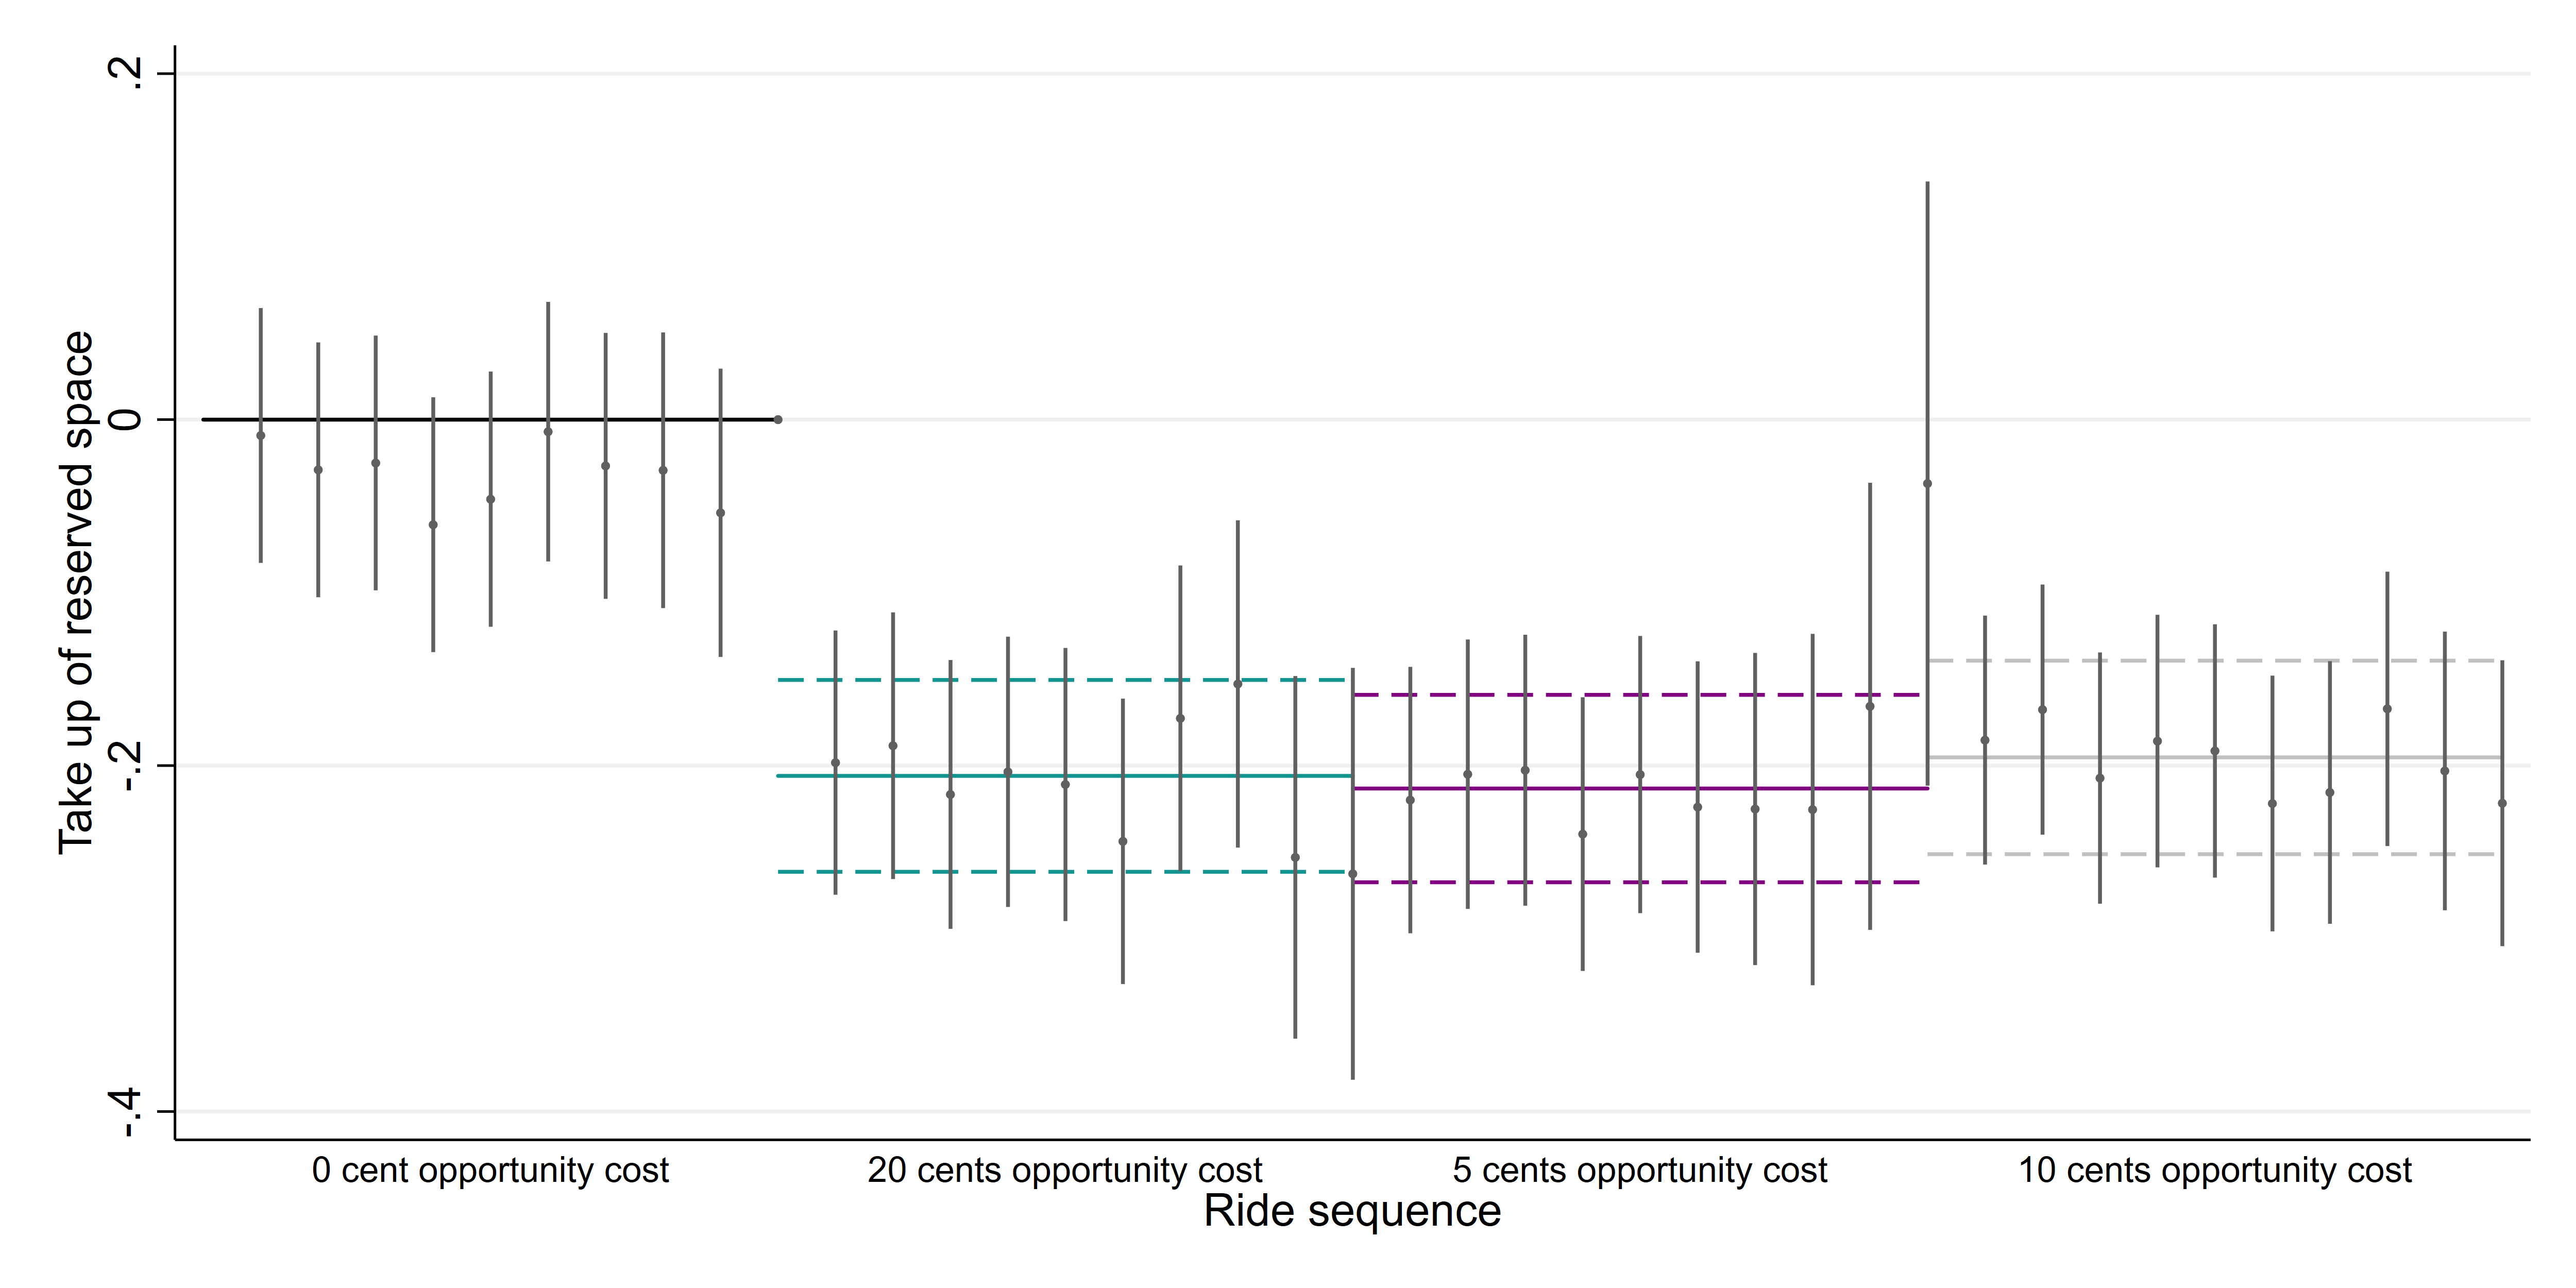 Take up of reserved space
.2
0
-.2
-.4
0 cent opportunity cost
20 cents opportunity cost
5 cents opportunity cost
10 cents opportunity cost
Ride sequence